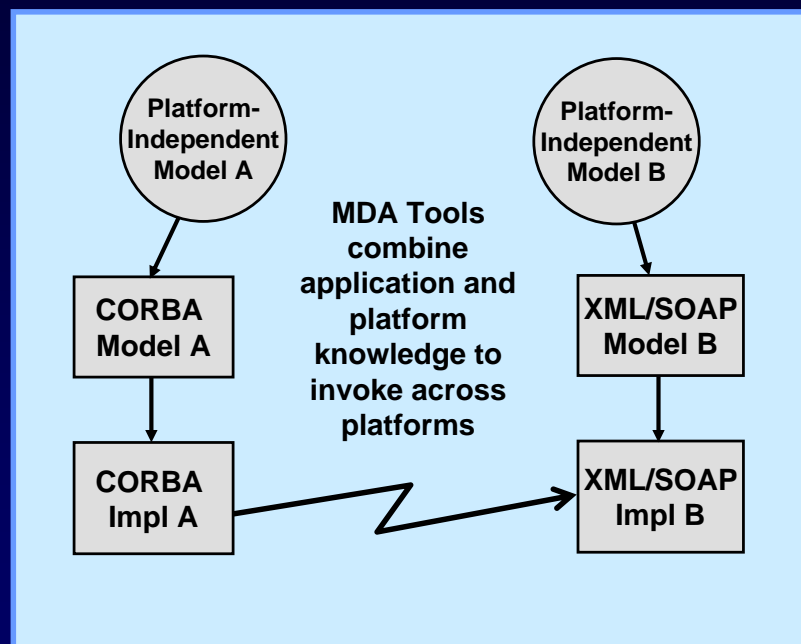 Platform-
Independent
Model A
Platform-
Independent
Model B
MDA Tools
combine
application and
platform
knowledge to
invoke across
platforms
CORBA
Model A
XML/SOAP
Model B
CORBA
Impl A
XML/SOAP
Impl B